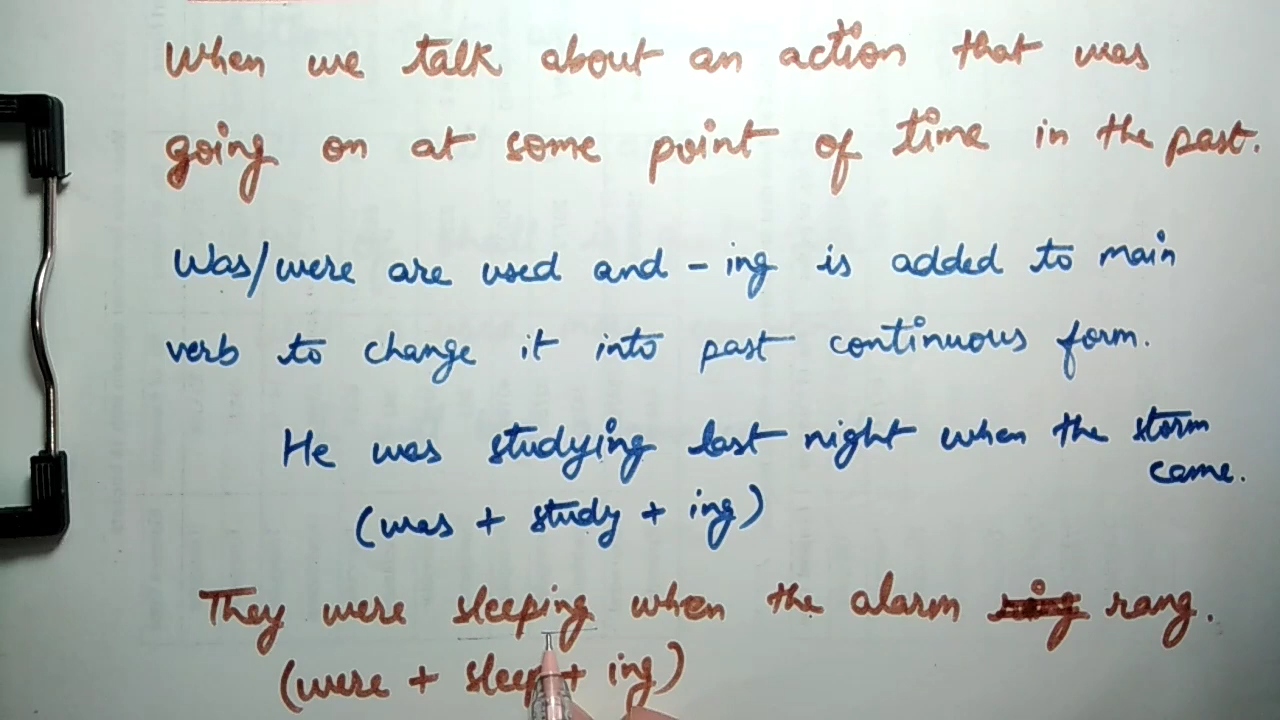 When we talk about an action that was
going on at some point of time in the past.
Was/were are used and -ing is added to main
verb to change it into past continuous form.
He was studying last night when the storm
came.
(was + study + ing)
They were sleeping when the alarm rang.
(were + sleep + ing)